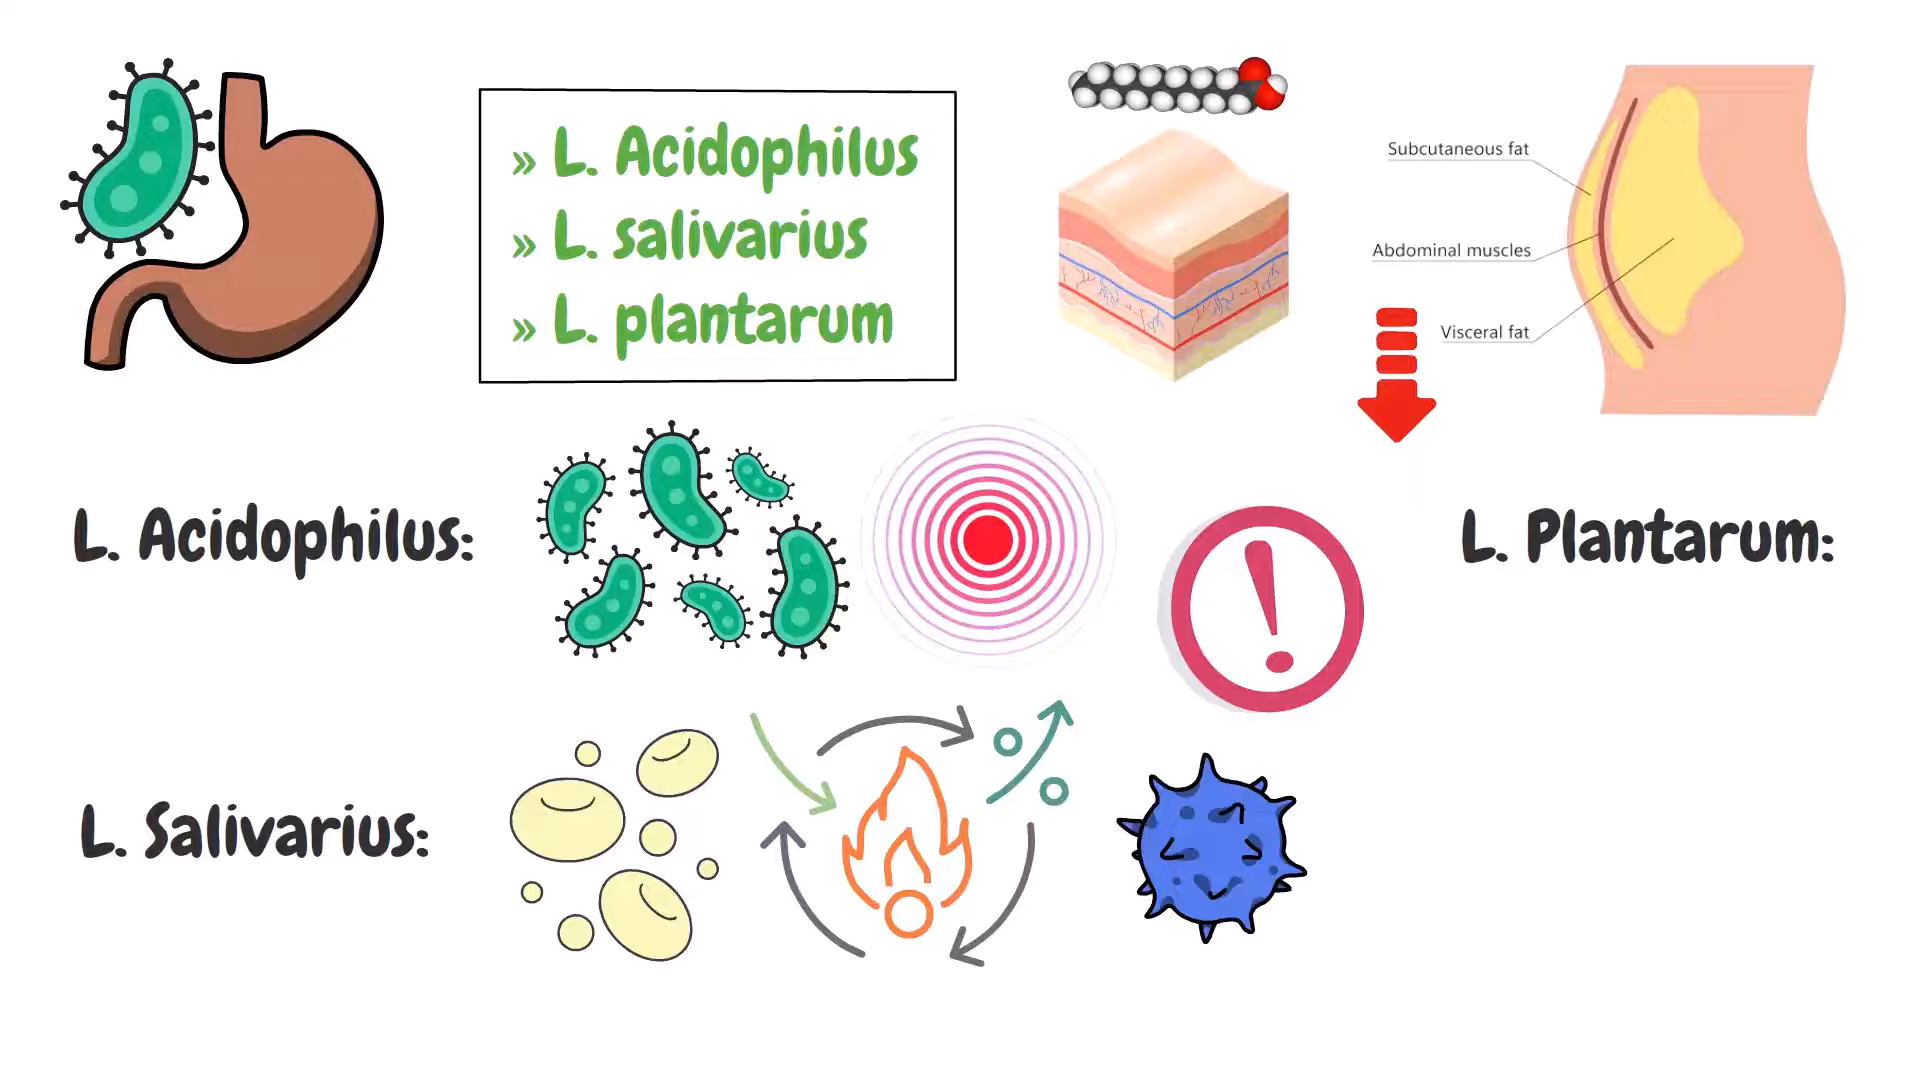 » L. Acidophilus
» L. salivarius
» L. plantarum
Subcutaneous fat
Abdominal muscles
Visceral fat
L. Acidophilus:
L. Plantarum:
L. Salivarius: